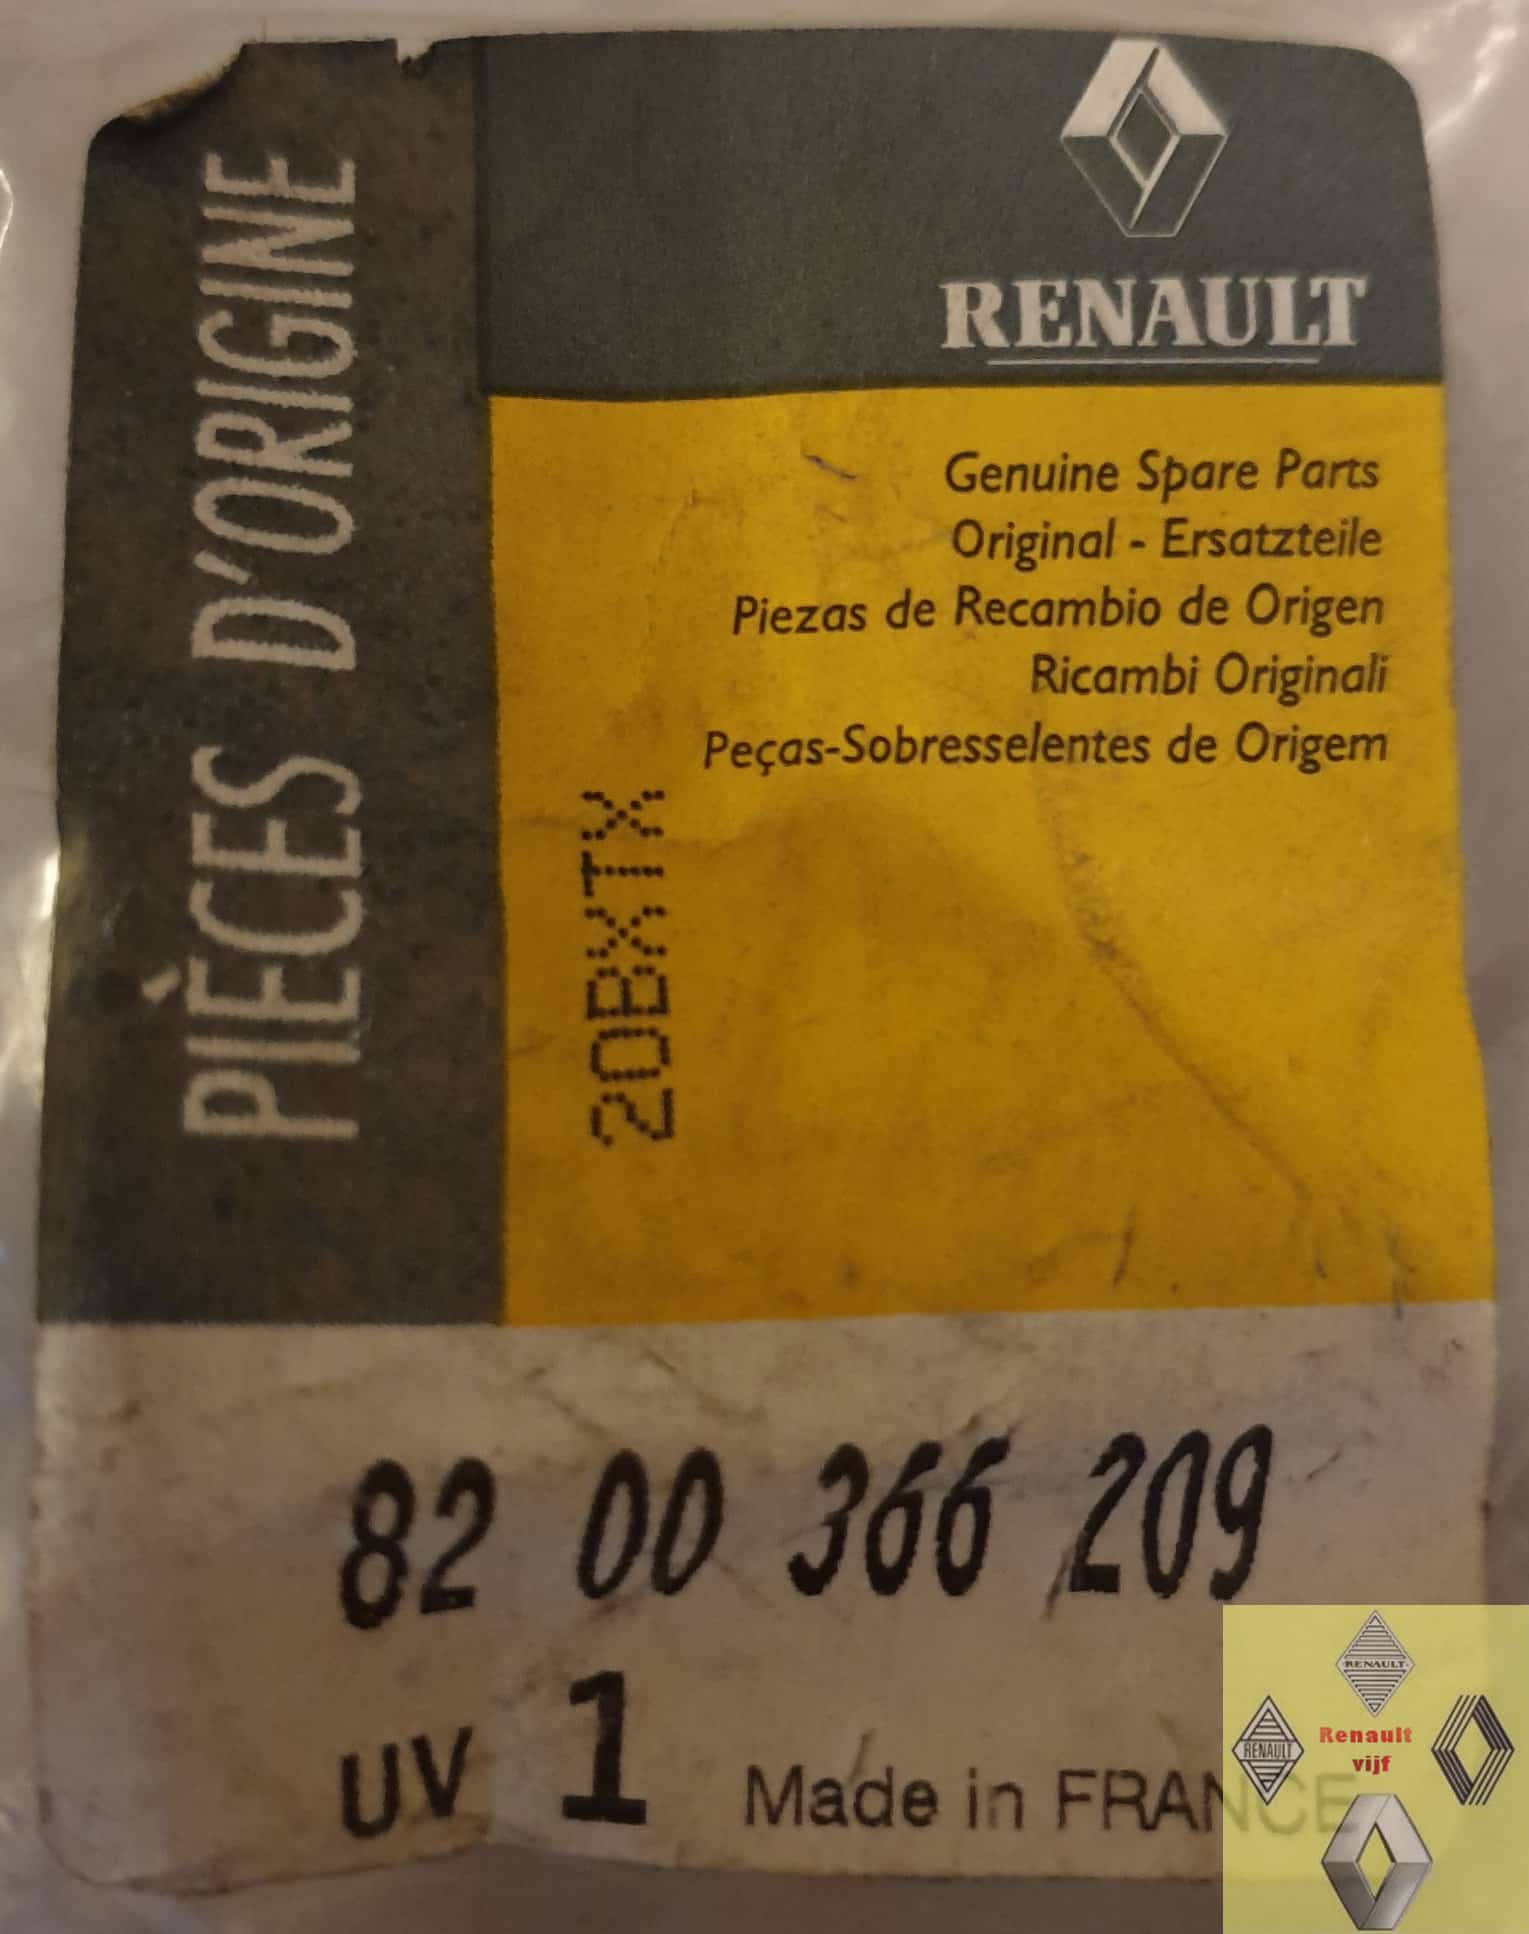 PIÈCES D'ORIGINE
RENAULT
Genuine Spare Parts
Original - Ersatzteile
Piezas de Recambio de Origen
Ricambi Originali
Peças-Sobresselentes de Origem
20BXTX
82 00 366 209
UV 1 Made in FRANCE
RENAULT
RENAULT
Renault
vijf